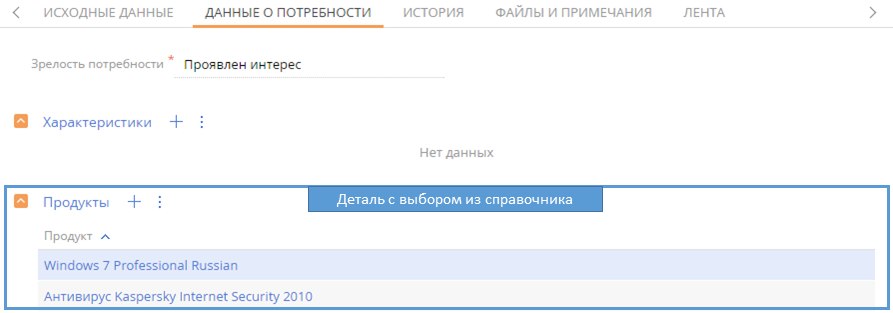 ИСХОДНЫЕ ДАННЫЕ ДАННЫЕ О ПОТРЕБНОСТИ ИСТОРИЯ ФАЙЛЫ И ПРИМЕЧАНИЯ ЛЕНТА
Зрелость потребности * Проявлен интерес
Характеристики
Нет данных
Продукты
Деталь с выбором из справочника
Продукт
Windows 7 Professional Russian
Антивирус Kaspersky Internet Security 2010